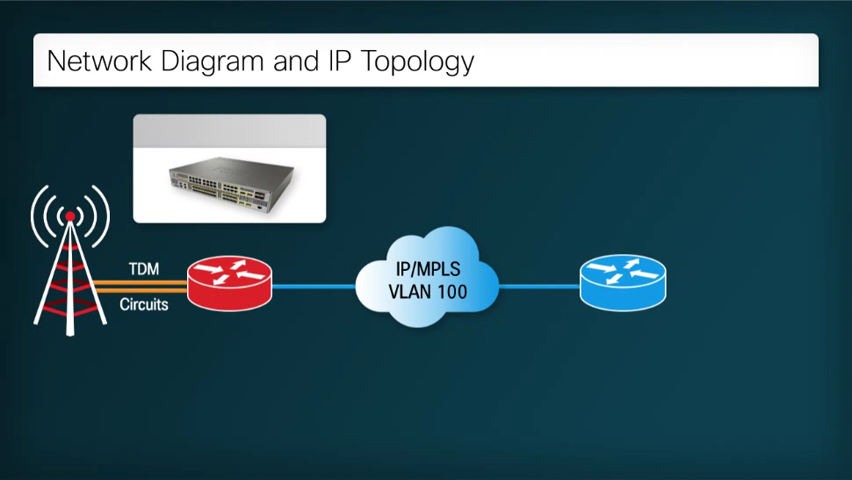 Network Diagram and IP Topology
TDM
Circuits
IP/MPLS
VLAN 100